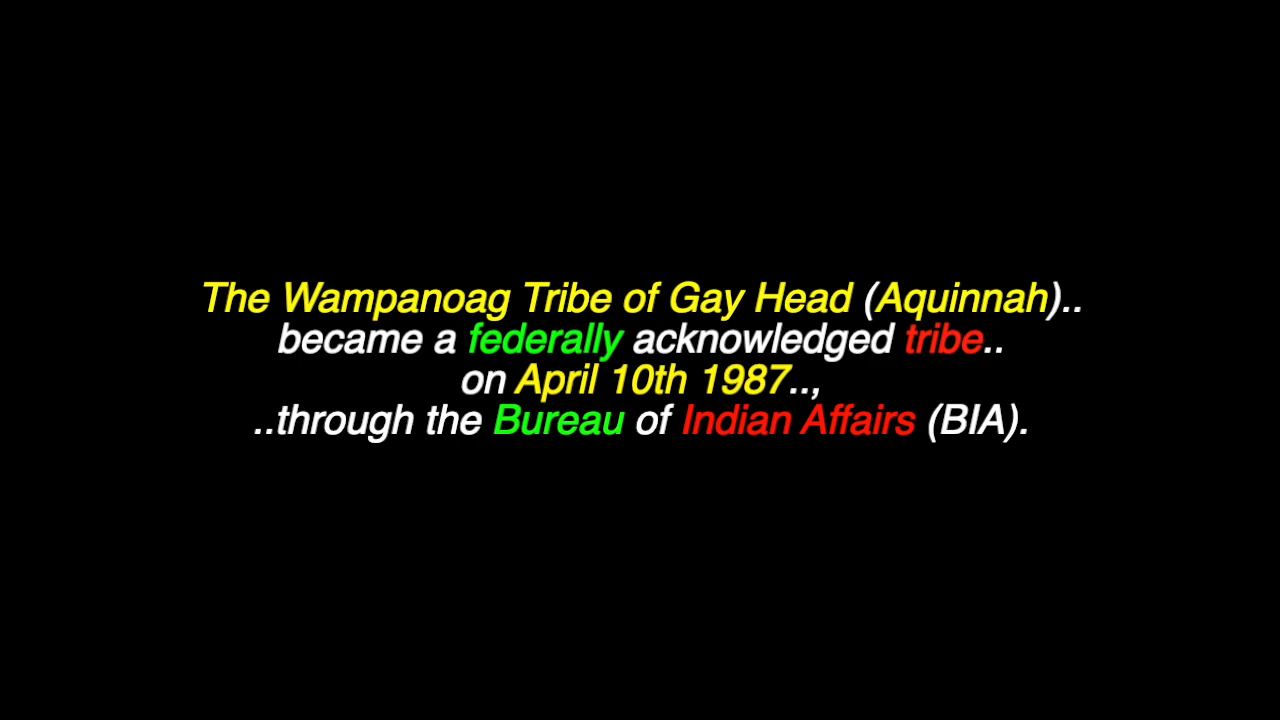 The Wampanoag Tribe of Gay Head (Aquinnah)..
became a federally acknowledged tribe..
on April 10th 1987..,
..through the Bureau of Indian Affairs (BIA).